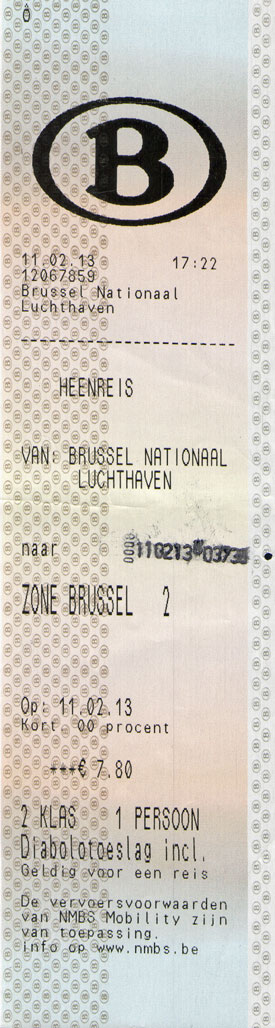 B
11.02.13 17:22
12067859
Brussel Nationaal
Luchthaven
HEENREIS
VAN: BRUSSEL NATIONAAL
LUCHTHAVEN
naar
ZONE BRUSSEL 2
Op: 11.02.13
Kort. 00 procent
---€ 7.80
2 KLAS 1 PERSOON
Diabolotoeslag incl.
Geldig voor een reis
De vervoersvoorwaarden
van NMBS Mobility zijn
van toepassing.
info op www.nmbs.be